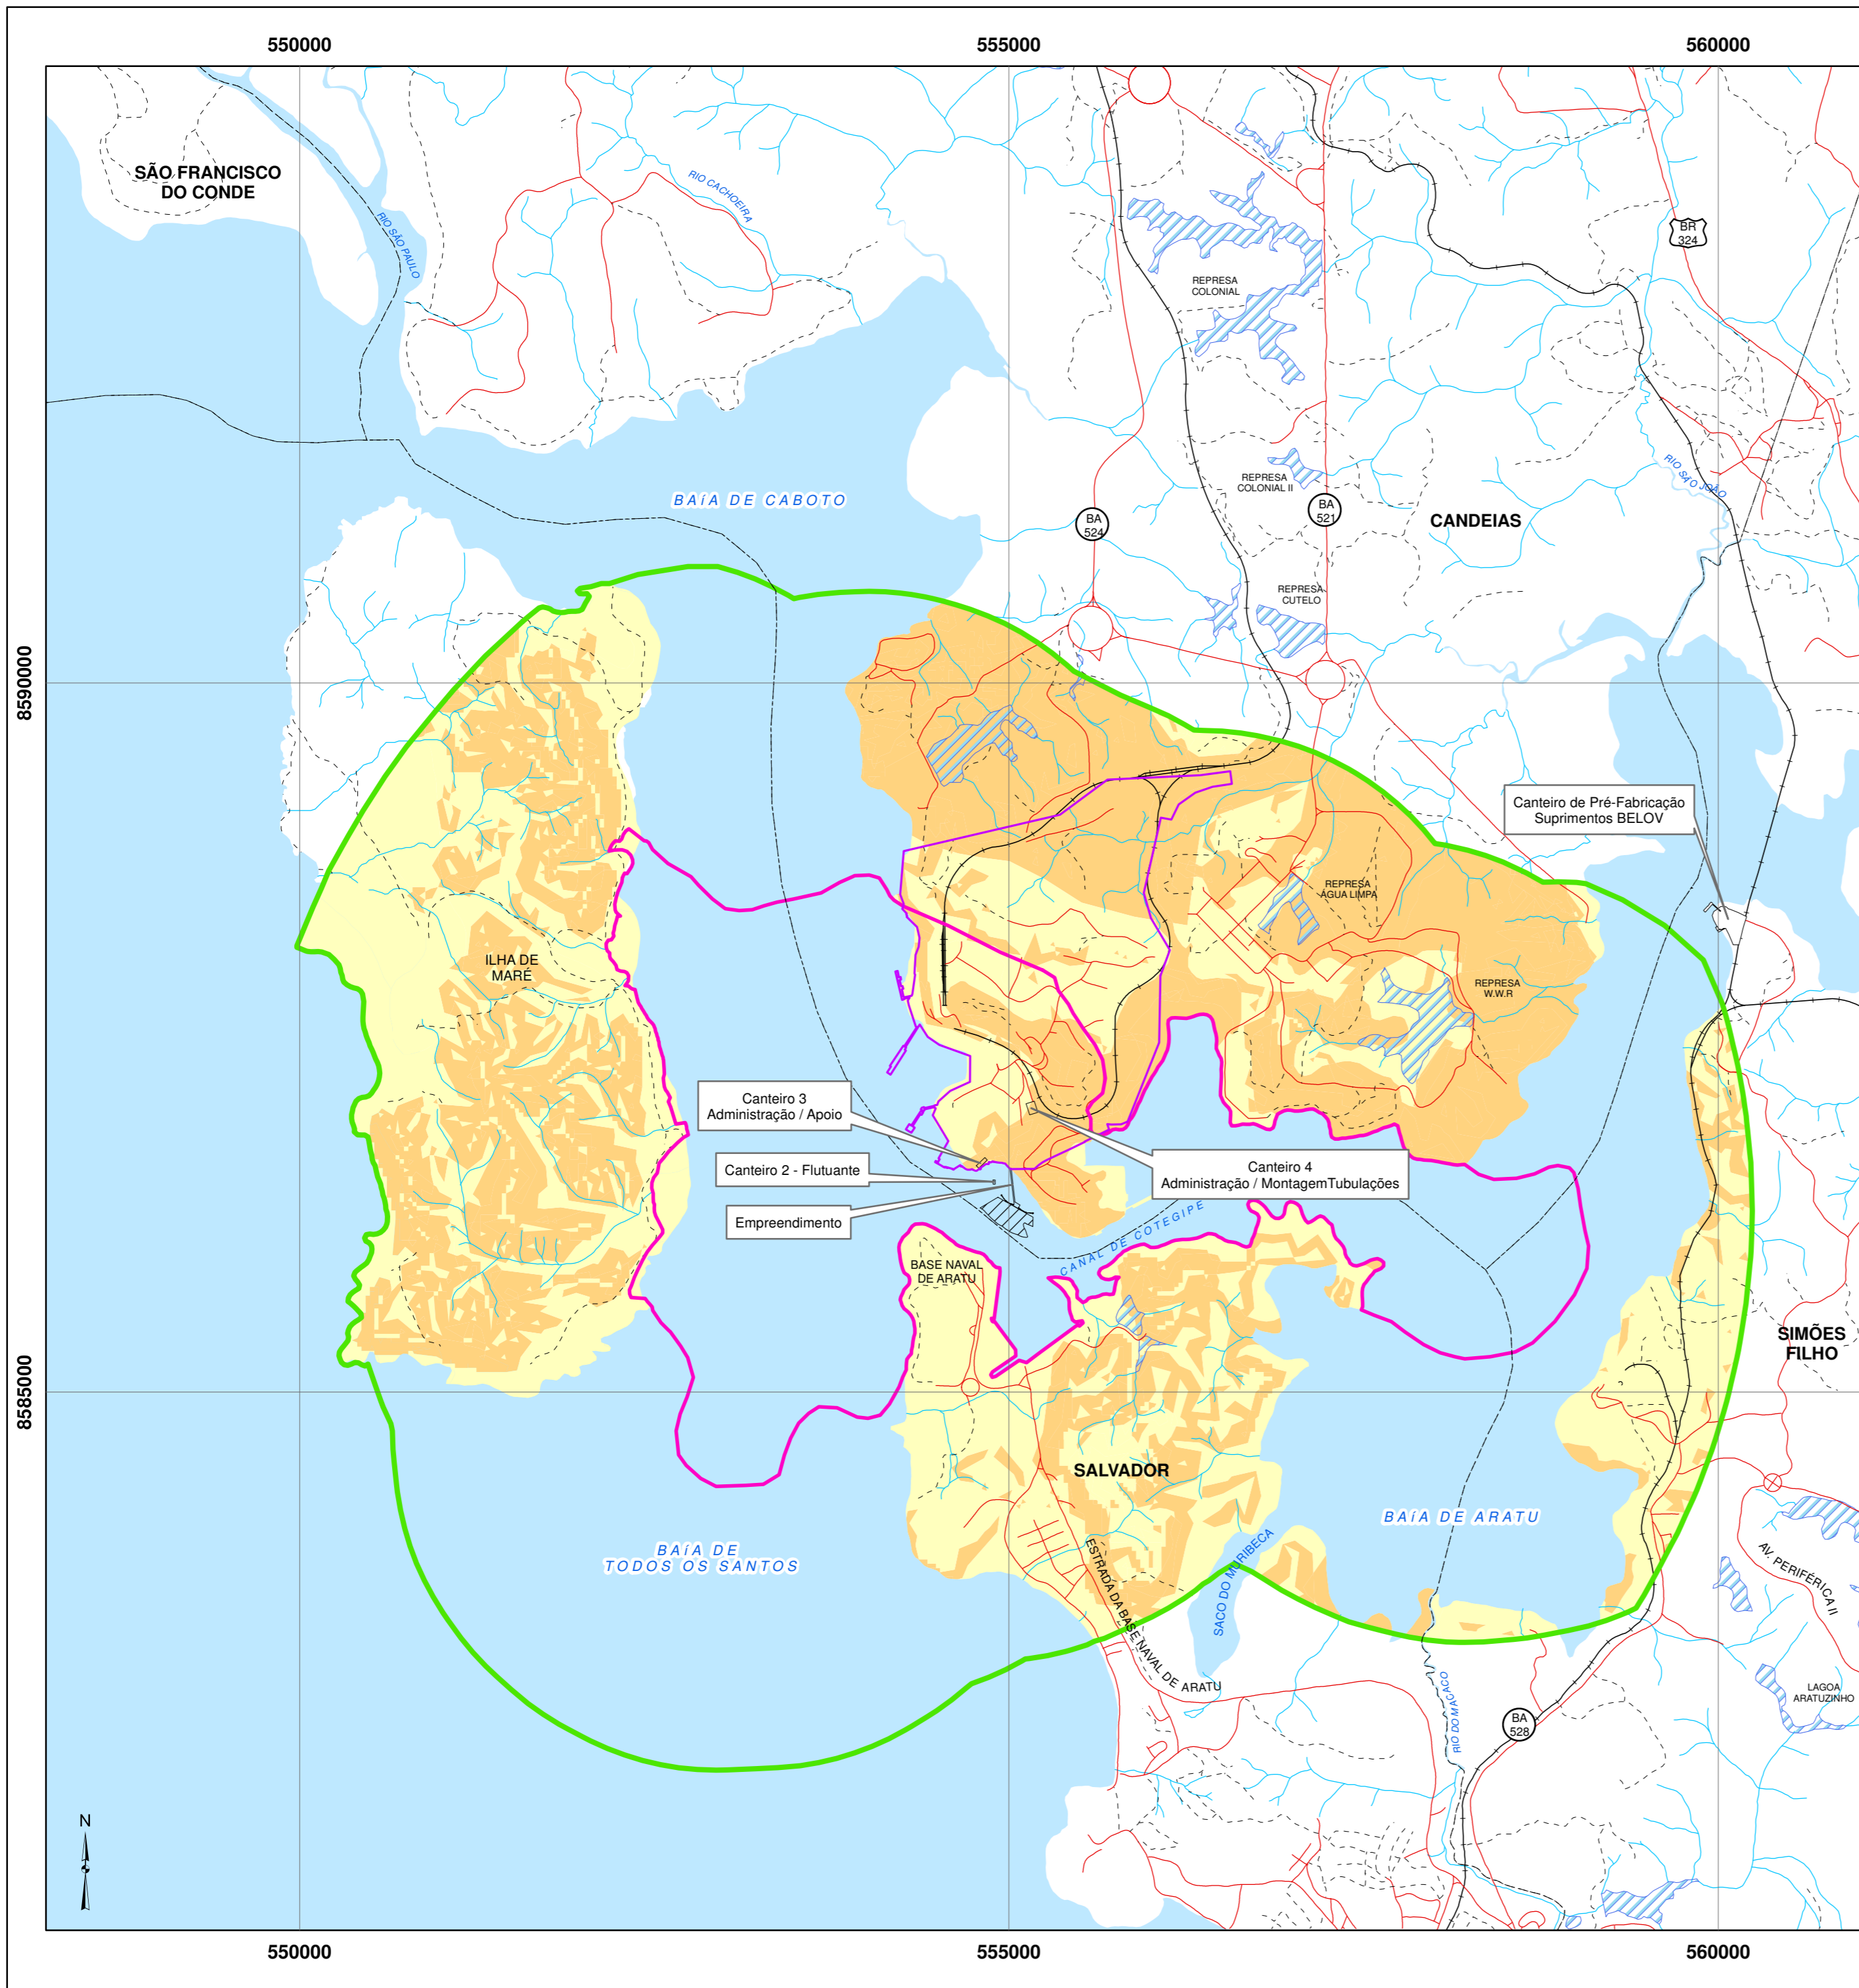 550000
555000
560000
SÃO FRANCISCO
DO CONDE
RIO SÃO PAULO
RIO CACHOEIRA
BR
324
REPRESA
COLONIAL
REPRESA
COLONIAL II
BA
524
BA
521
CANDEIAS
RIO SÃO JOÃO
BAíA DE CABOTO
REPRESA
CUTELO
8590000
Canteiro de Pré-Fabricação
Suprimentos BELOV
REPRESA
ÁGUA LIMPA
ILHA DE
MARÉ
REPRESA
W.W.R
Canteiro 3
Administração / Apoio
Canteiro 2 - Flutuante
Empreendimento
Canteiro 4
Administração / MontagemTubulações
CANAL DE COTEGIPE
BASE NAVAL
DE ARATU
SIMÕES
FILHO
8585000
SALVADOR
BAíA DE ARATU
BAíA DE
TODOS OS SANTOS
SACO DO MURIBECA
ESTRADA DA BASE NAVAL DE ARATU
AV. PERIFÉRICA II
RIO DO MACACO
LAGOA
ARATUZINHO
BA
528
N
550000
555000
560000